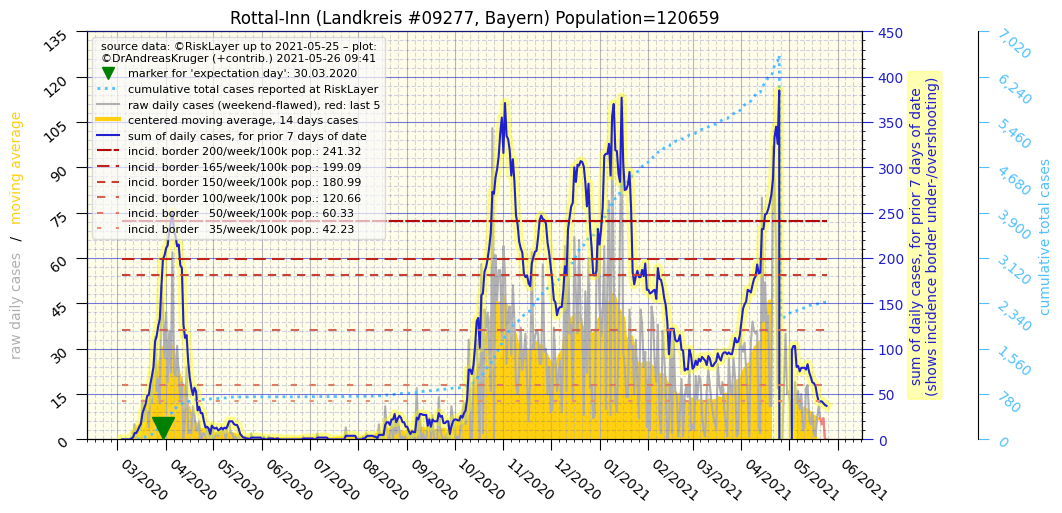 Rottal-Inn (Landkreis #09277, Bayern) Population=120659
source data: ©RiskLayer up to 2021-05-25 – plot:
©DrAndreasKruger (+contrib.) 2021-05-26 09:41
marker for 'expectation day': 30.03.2020
cumulative total cases reported at RiskLayer
raw daily cases (weekend-flawed), red: last 5
centered moving average, 14 days cases
sum of daily cases, for prior 7 days of date
incid. border 200/week/100k pop.: 241.32
incid. border 165/week/100k pop.: 199.09
incid. border 150/week/100k pop.: 180.99
incid. border 100/week/100k pop.: 120.66
incid. border   50/week/100k pop.: 60.33
incid. border   35/week/100k pop.: 42.23
raw daily cases / moving average
135
120
105
90
75
60
45
30
15
0
03/2020
04/2020
05/2020
06/2020
07/2020
08/2020
09/2020
10/2020
11/2020
12/2020
01/2021
02/2021
03/2021
04/2021
05/2021
06/2021
450
400
350
300
250
200
150
100
50
0
sum of daily cases, for prior 7 days of date
(shows incidence border under-/overshooting)
7,020
6,240
5,460
4,680
3,900
3,120
2,340
1,560
780
0
cumulative total cases